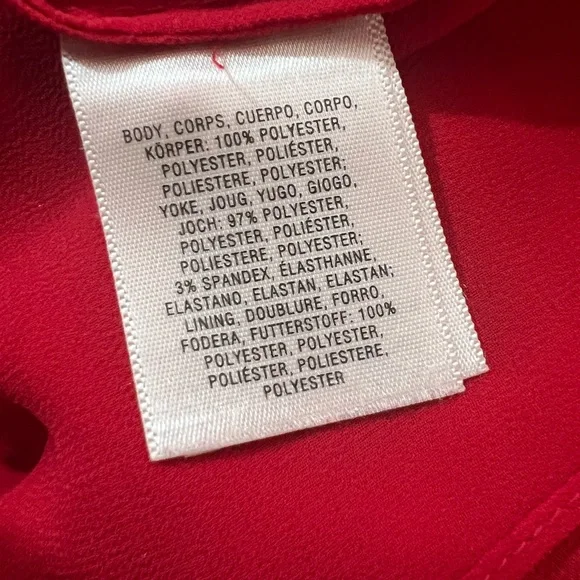 BODY, CORPS, CUERPO, CORPO,
KÖRPER: 100% POLYESTER,
POLYESTER, POLIÉSTER,
POLIESTERE, POLYESTER;
YOKE, JOUG, YUGO, GIOGO,
JOCH: 97% POLYESTER,
POLYESTER, POLIÉSTER,
POLIESTERE, POLYESTER;
3% SPANDEX, ÉLASTHANNE,
ELASTANO, ELASTAN, ELASTAN;
LINING, DOUBLURE, FORRO,
FODERA, FUTTERSTOFF: 100%
POLYESTER, POLYESTER,
POLIÉSTER, POLIESTERE,
POLYESTER